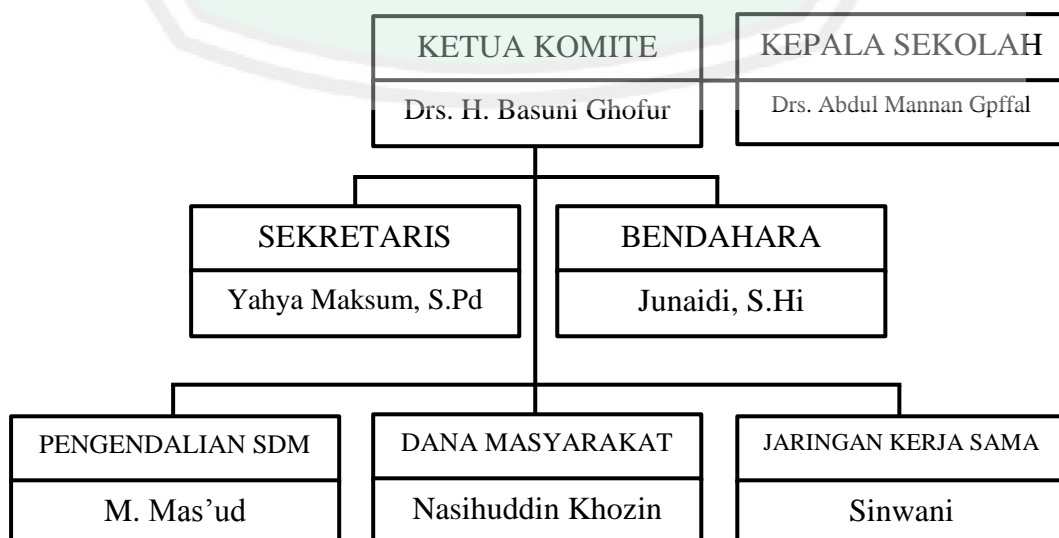 KETUA KOMITE
Drs. H. Basuni Ghofur
KEPALA SEKOLAH
Drs. Abdul Mannan Gpffal
SEKRETARIS
Yahya Maksum, S.Pd
BENDAHARA
Junaidi, S.Hi
PENGENDALIAN SDM
M. Mas’ud
DANA MASYARAKAT
Nasihuddin Khozin
JARINGAN KERJA SAMA
Sinwani